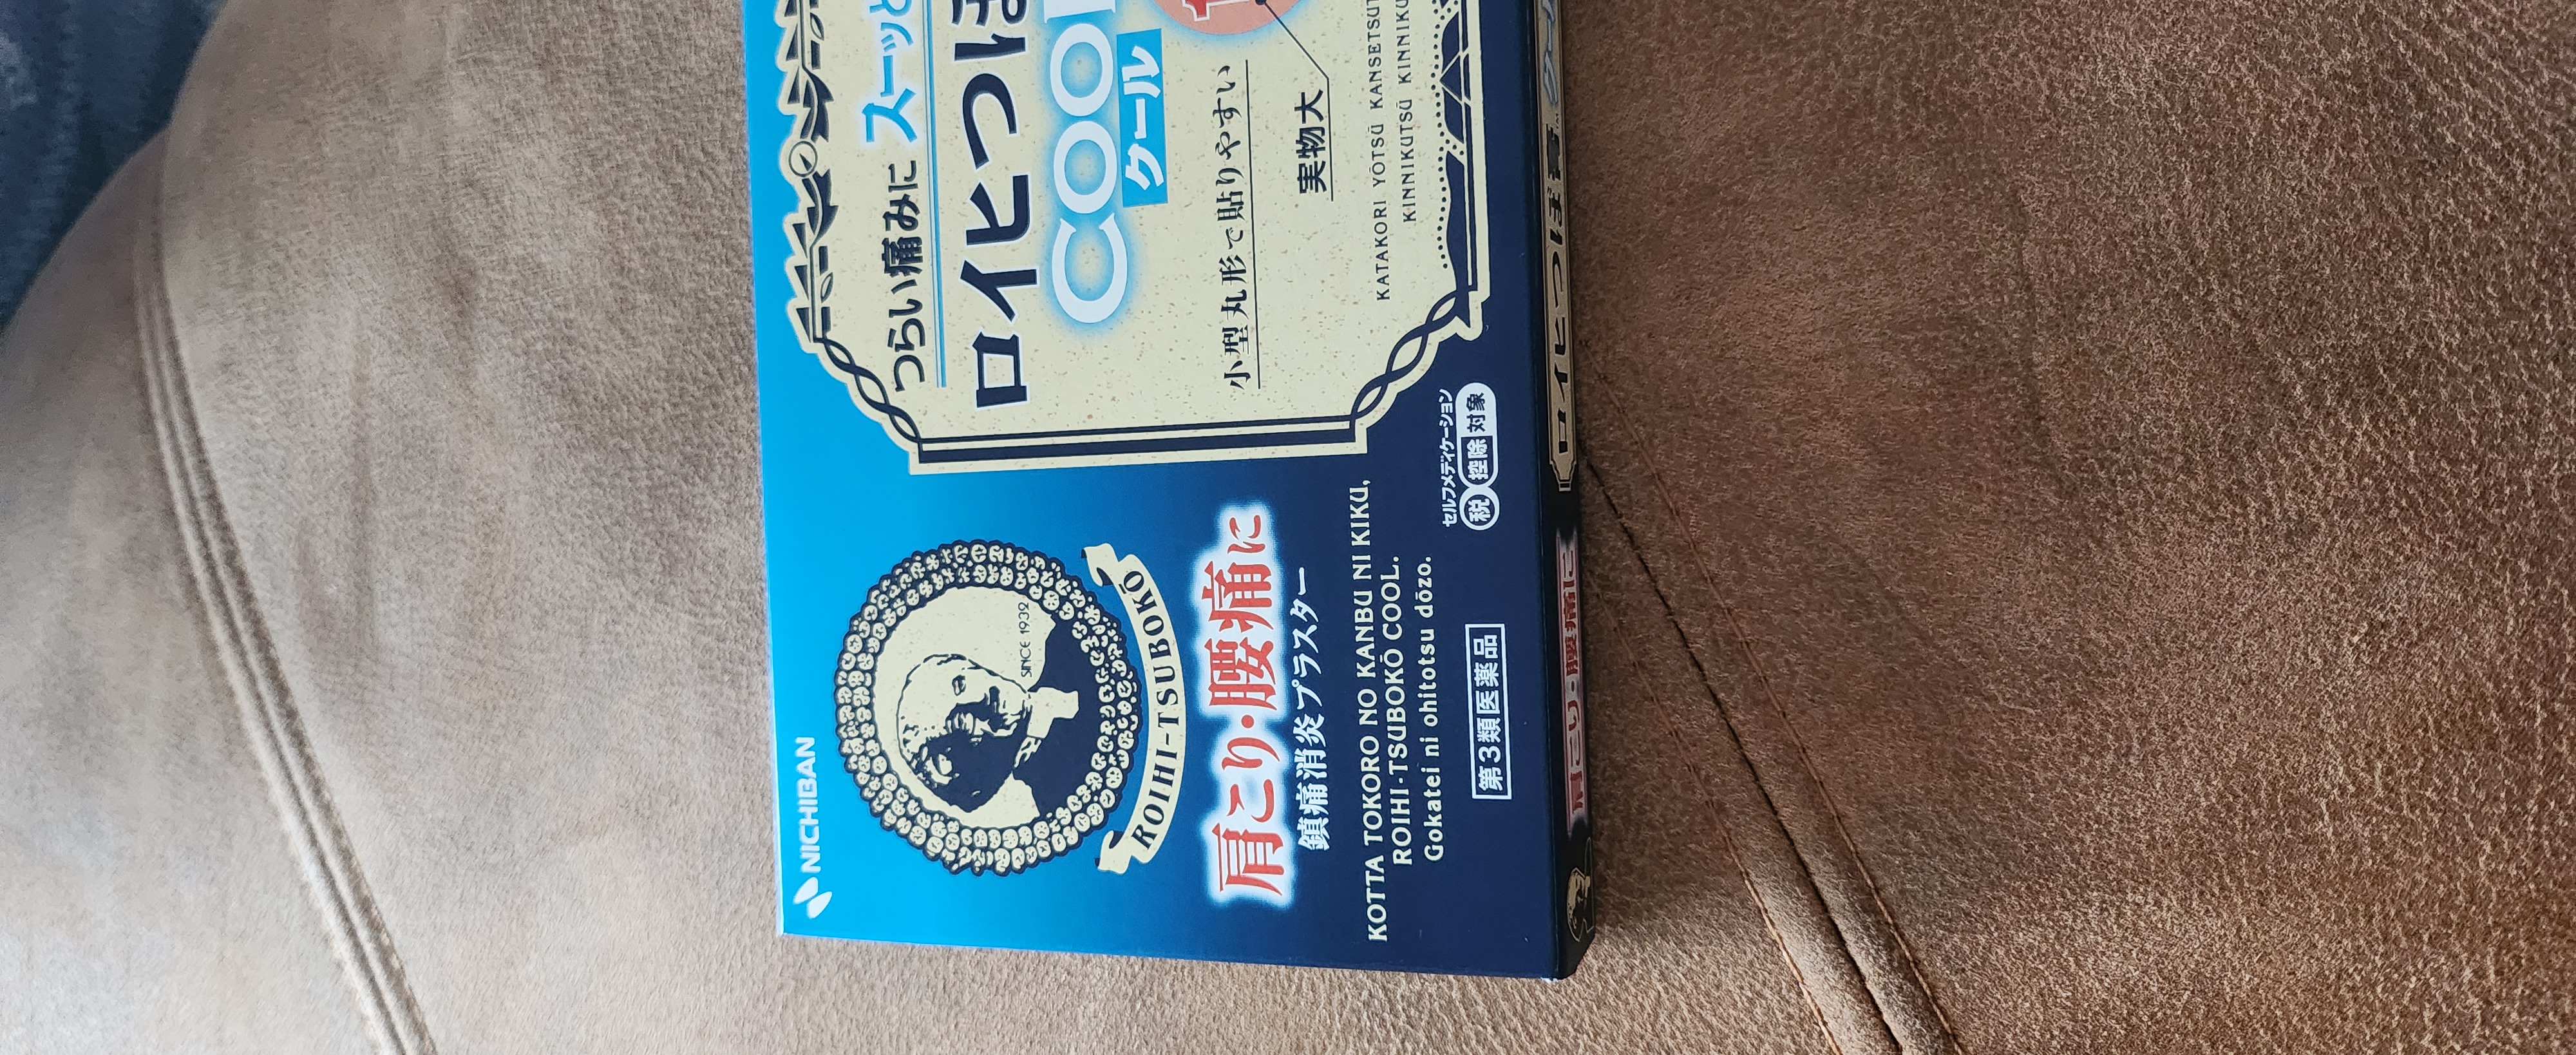 NICHIBAN
SINCE 1932
ROIHI-TSUBOKO
肩こり・腰痛に
鎮痛消炎プラスター
KOTTA TOKORO NO KANBU NI KIKU,
ROIHI-TSUBOKŌ COOL.
Gokatei ni ohitotsu dōzo.
第3類医薬品
セルフメディケーション
税 控除 対象
つらい痛みに スーッと
ロイヒつぼ
COO
クール
小型丸形で貼りやすい
実物大
KATAKORI YŌTSŪ KANSETSUT
KINNIKUTSŪ KINNIKU
肩こり・腰痛に
ロイヒつぼ膏 クール